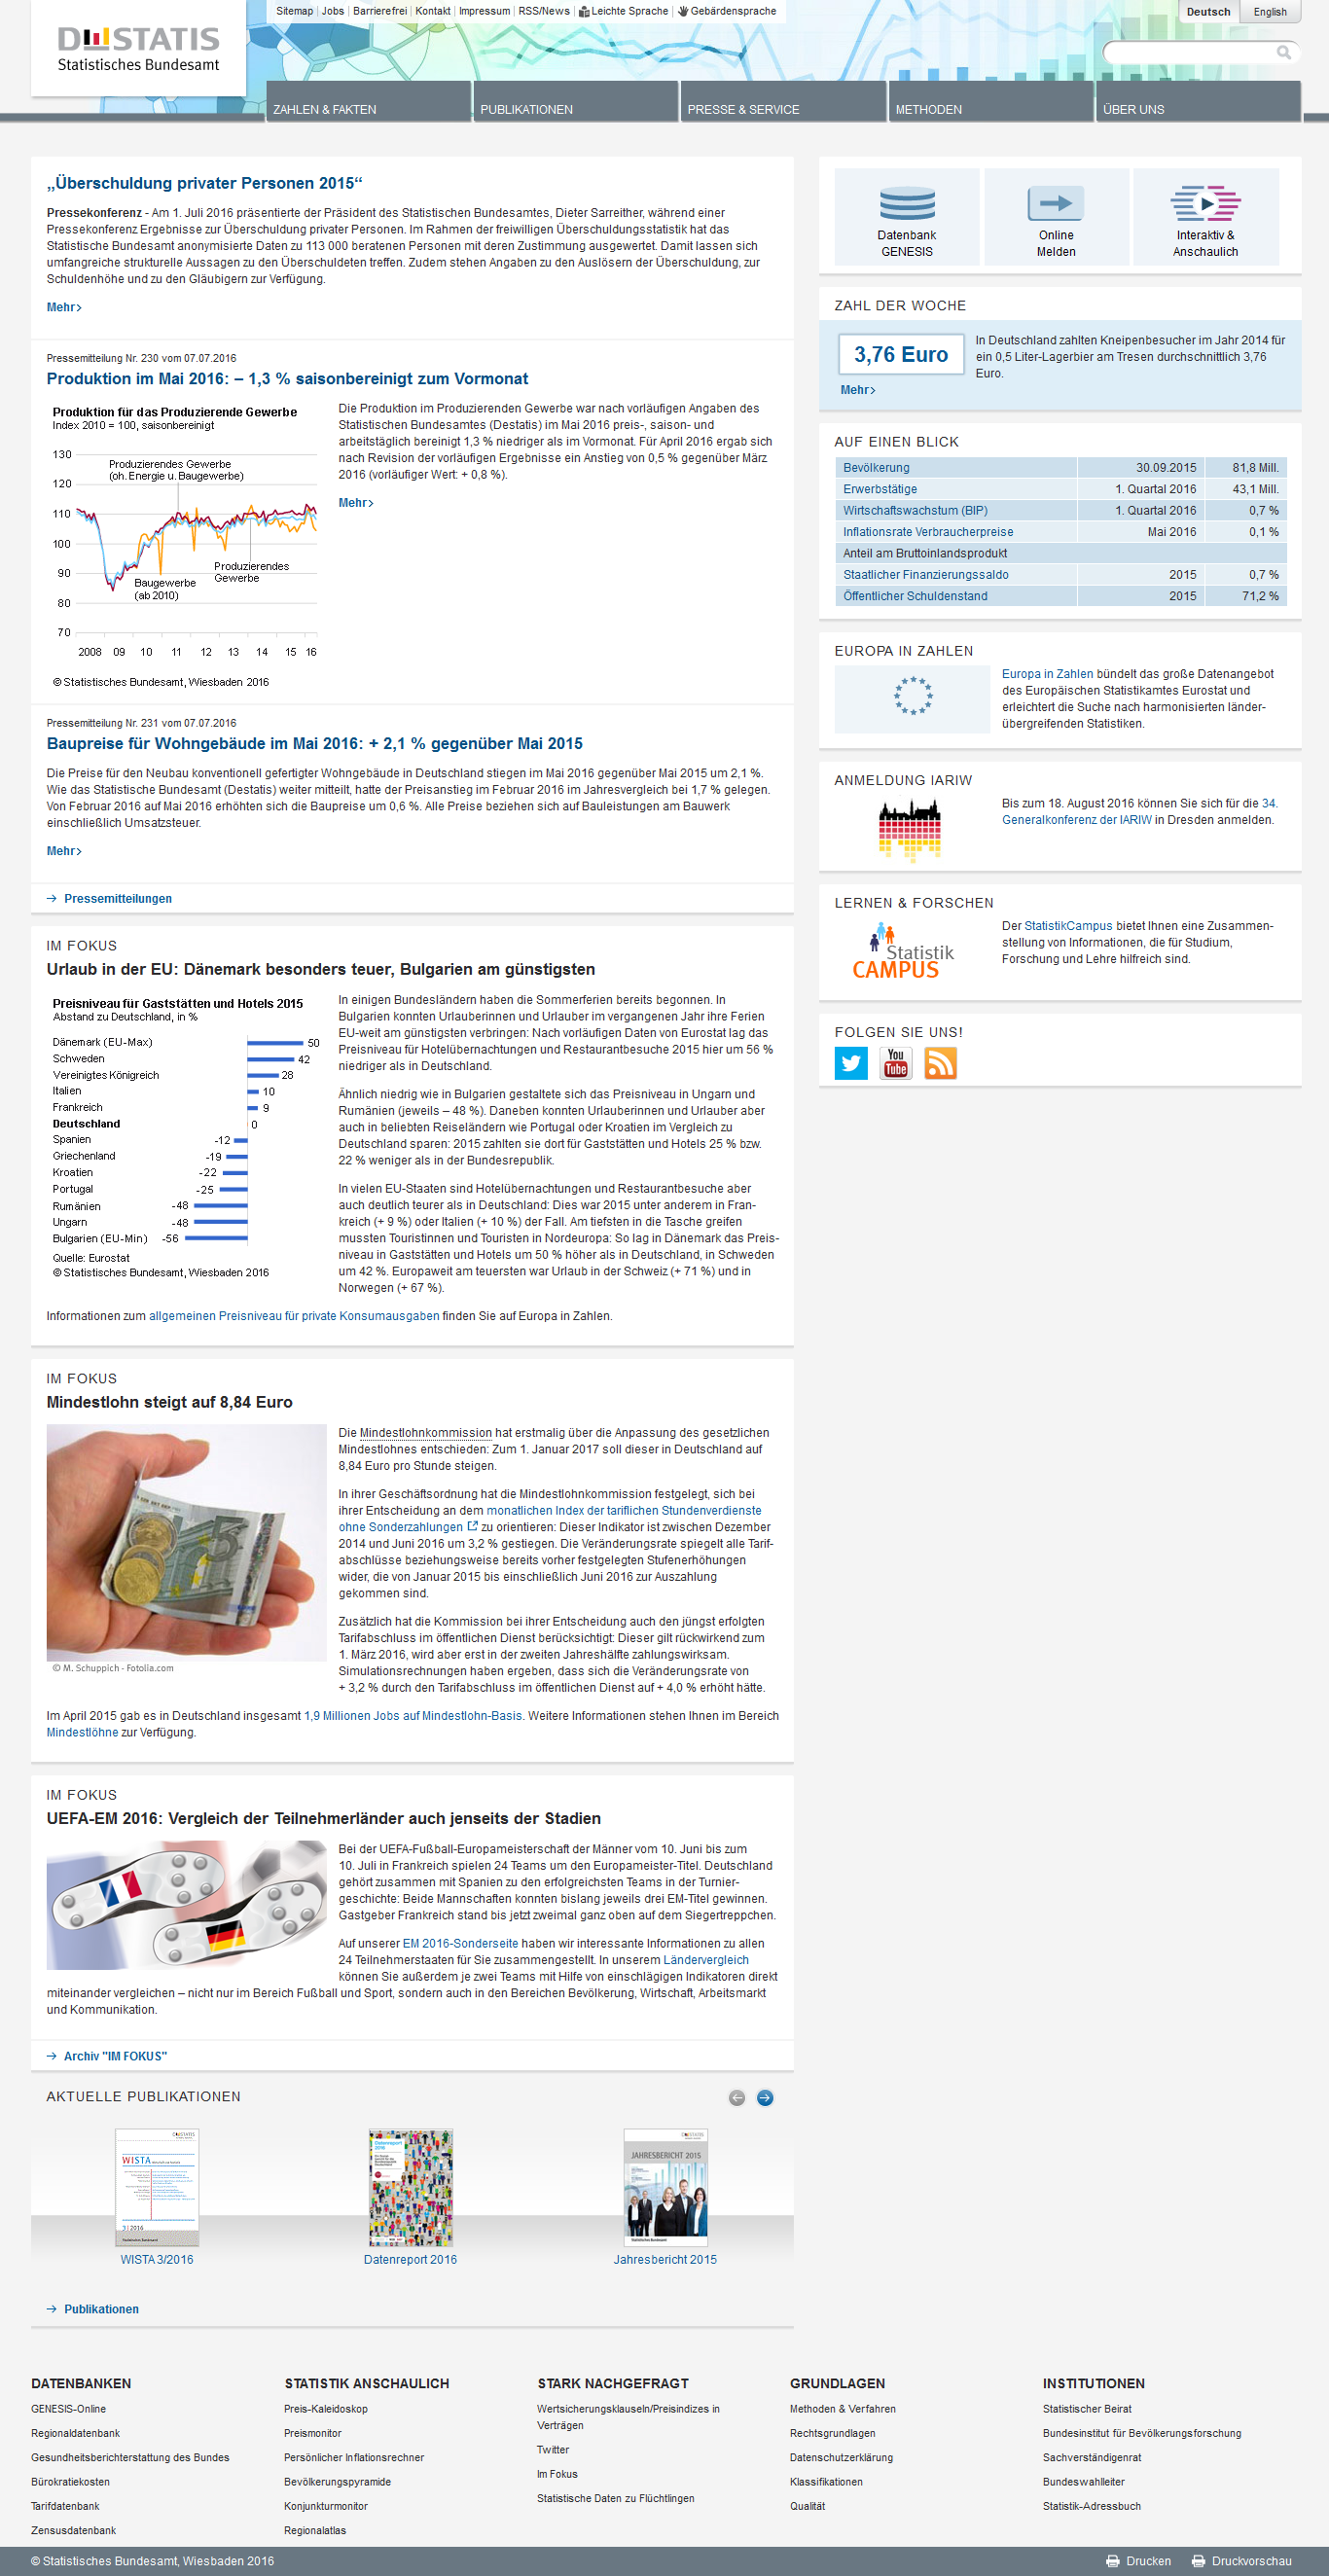 D STATIS
Statistisches Bundesamt
Sitemap | Jobs | Barrierefrei | Kontakt | Impressum | RSS/News | Leichte Sprache | Gebärdensprache
Deutsch English
ZAHLEN & FAKTEN
PUBLIKATIONEN
PRESSE & SERVICE
METHODEN
ÜBER UNS
„Überschuldung privater Personen 2015“
Pressekonferenz - Am 1. Juli 2016 präsentierte der Präsident des Statistischen Bundesamtes, Dieter Sarreither, während einer
Pressekonferenz Ergebnisse zur Überschuldung privater Personen. Im Rahmen der freiwilligen Überschuldungsstatistik hat das
Statistische Bundesamt anonymisierte Daten zu 113 000 beratenen Personen mit deren Zustimmung ausgewertet. Damit lassen sich
umfangreiche strukturelle Aussagen zu den Überschuldeten treffen. Zudem stehen Angaben zu den Auslösern der Überschuldung, zur
Schuldenhöhe und zu den Gläubigern zur Verfügung.
Mehr
Pressemitteilung Nr. 230 vom 07.07.2016
Produktion im Mai 2016: – 1,3 % saisonbereinigt zum Vormonat
Produktion für das Produzierende Gewerbe
Index 2010 = 100, saisonbereinigt
130
Produzierendes Gewerbe
(oh. Energie u. Baugewerbe)
120
110
100
90
Produzierendes
Gewerbe
Baugewerbe
(ab 2010)
80
70
2008 09 10 11 12 13 14 15 16
© Statistisches Bundesamt, Wiesbaden 2016
Die Produktion im Produzierenden Gewerbe war nach vorläufigen Angaben des
Statistischen Bundesamtes (Destatis) im Mai 2016 preis-, saison- und
arbeitstäglich bereinigt 1,3 % niedriger als im Vormonat. Für April 2016 ergab sich
nach Revision der vorläufigen Ergebnisse ein Anstieg von 0,5 % gegenüber März
2016 (vorläufiger Wert: + 0,8 %).
Mehr
Pressemitteilung Nr. 231 vom 07.07.2016
Baupreise für Wohngebäude im Mai 2016: + 2,1 % gegenüber Mai 2015
Die Preise für den Neubau konventionell gefertigter Wohngebäude in Deutschland stiegen im Mai 2016 gegenüber Mai 2015 um 2,1 %.
Wie das Statistische Bundesamt (Destatis) weiter mitteilt, hatte der Preisanstieg im Februar 2016 im Jahresvergleich bei 1,7 % gelegen.
Von Februar 2016 auf Mai 2016 erhöhten sich die Baupreise um 0,6 %. Alle Preise beziehen sich auf Bauleistungen am Bauwerk
einschließlich Umsatzsteuer.
Mehr
Pressemitteilungen
IM FOKUS
Urlaub in der EU: Dänemark besonders teuer, Bulgarien am günstigsten
Preisniveau für Gaststätten und Hotels 2015
Abstand zu Deutschland, in %
Dänemark (EU-Max) 50
Schweden 42
Vereinigtes Königreich 28
Italien 10
Frankreich 9
Deutschland 0
Spanien -12
Griechenland -19
Kroatien -22
Portugal -25
Rumänien -48
Ungarn -48
Bulgarien (EU-Min) -56
Quelle: Eurostat
© Statistisches Bundesamt, Wiesbaden 2016
In einigen Bundesländern haben die Sommerferien bereits begonnen. In
Bulgarien konnten Urlauberinnen und Urlauber im vergangenen Jahr ihre Ferien
EU-weit am günstigsten verbringen: Nach vorläufigen Daten von Eurostat lag das
Preisniveau für Hotelübernachtungen und Restaurantbesuche 2015 hier um 56 %
niedriger als in Deutschland.
Ähnlich niedrig wie in Bulgarien gestaltete sich das Preisniveau in Ungarn und
Rumänien (jeweils – 48 %). Daneben konnten Urlauberinnen und Urlauber aber
auch in beliebten Reiseländern wie Portugal oder Kroatien im Vergleich zu
Deutschland sparen: 2015 zahlten sie dort für Gaststätten und Hotels 25 % bzw.
22 % weniger als in der Bundesrepublik.
In vielen EU-Staaten sind Hotelübernachtungen und Restaurantbesuche aber
auch deutlich teurer als in Deutschland: Dies war 2015 unter anderem in Fran-
kreich (+ 9 %) oder Italien (+ 10 %) der Fall. Am tiefsten in die Tasche greifen
mussten Touristinnen und Touristen in Nordeuropa: So lag in Dänemark das Preis-
niveau in Gaststätten und Hotels um 50 % höher als in Deutschland, in Schweden
um 42 %. Europaweit am teuersten war Urlaub in der Schweiz (+ 71 %) und in
Norwegen (+ 67 %).
Informationen zum allgemeinen Preisniveau für private Konsumausgaben finden Sie auf Europa in Zahlen.
IM FOKUS
Mindestlohn steigt auf 8,84 Euro
© M. Schuppich - Fotolia.com
Die Mindestlohnkommission hat erstmalig über die Anpassung des gesetzlichen
Mindestlohnes entschieden: Zum 1. Januar 2017 soll dieser in Deutschland auf
8,84 Euro pro Stunde steigen.
In ihrer Geschäftsordnung hat die Mindestlohnkommission festgelegt, sich bei
ihrer Entscheidung an dem monatlichen Index der tariflichen Stundenverdienste
ohne Sonderzahlungen zu orientieren: Dieser Indikator ist zwischen Dezember
2014 und Juni 2016 um 3,2 % gestiegen. Die Veränderungsrate spiegelt alle Tarif-
abschlüsse beziehungsweise bereits vorher festgelegten Stufenerhöhungen
wider, die von Januar 2015 bis einschließlich Juni 2016 zur Auszahlung
gekommen sind.
Zusätzlich hat die Kommission bei ihrer Entscheidung auch den jüngst erfolgten
Tarifabschluss im öffentlichen Dienst berücksichtigt: Dieser gilt rückwirkend zum
1. März 2016, wird aber erst in der zweiten Jahreshälfte zahlungswirksam.
Simulationsrechnungen haben ergeben, dass sich die Veränderungsrate von
+ 3,2 % durch den Tarifabschluss im öffentlichen Dienst auf + 4,0 % erhöht hätte.
Im April 2015 gab es in Deutschland insgesamt 1,9 Millionen Jobs auf Mindestlohn-Basis. Weitere Informationen stehen Ihnen im Bereich
Mindestlöhne zur Verfügung.
IM FOKUS
UEFA-EM 2016: Vergleich der Teilnehmerländer auch jenseits der Stadien
Bei der UEFA-Fußball-Europameisterschaft der Männer vom 10. Juni bis zum
10. Juli in Frankreich spielen 24 Teams um den Europameister-Titel. Deutschland
gehört zusammen mit Spanien zu den erfolgreichsten Teams in der Turnier-
geschichte: Beide Mannschaften konnten bislang jeweils drei EM-Titel gewinnen.
Gastgeber Frankreich stand bis jetzt zweimal ganz oben auf dem Siegertreppchen.
Auf unserer EM 2016-Sonderseite haben wir interessante Informationen zu allen
24 Teilnehmerstaaten für Sie zusammengestellt. In unserem Ländervergleich
können Sie außerdem je zwei Teams mit Hilfe von einschlägigen Indikatoren direkt
miteinander vergleichen – nicht nur im Bereich Fußball und Sport, sondern auch in den Bereichen Bevölkerung, Wirtschaft, Arbeitsmarkt
und Kommunikation.
Archiv "IM FOKUS"
AKTUELLE PUBLIKATIONEN
WISTA
3 | 2016
Datenreport
2016
JAHRESBERICHT 2015
WISTA 3/2016
Datenreport 2016
Jahresbericht 2015
Publikationen
Datenbank
GENESIS
Online
Melden
Interaktiv &
Anschaulich
ZAHL DER WOCHE
3,76 Euro
In Deutschland zahlten Kneipenbesucher im Jahr 2014 für
ein 0,5 Liter-Lagerbier am Tresen durchschnittlich 3,76
Euro.
Mehr
AUF EINEN BLICK
Bevölkerung 30.09.2015 81,8 Mill.
Erwerbstätige 1. Quartal 2016 43,1 Mill.
Wirtschaftswachstum (BIP) 1. Quartal 2016 0,7 %
Inflationsrate Verbraucherpreise Mai 2016 0,1 %
Anteil am Bruttoinlandsprodukt
Staatlicher Finanzierungssaldo 2015 0,7 %
Öffentlicher Schuldenstand 2015 71,2 %
EUROPA IN ZAHLEN
Europa in Zahlen bündelt das große Datenangebot
des Europäischen Statistikamtes Eurostat und
erleichtert die Suche nach harmonisierten länder-
übergreifenden Statistiken.
ANMELDUNG IARIW
Bis zum 18. August 2016 können Sie sich für die 34.
Generalkonferenz der IARIW in Dresden anmelden.
LERNEN & FORSCHEN
Statistik
CAMPUS
Der StatistikCampus bietet Ihnen eine Zusammen-
stellung von Informationen, die für Studium,
Forschung und Lehre hilfreich sind.
FOLGEN SIE UNS!
You
Tube
DATENBANKEN
GENESIS-Online
Regionaldatenbank
Gesundheitsberichterstattung des Bundes
Bürokratiekosten
Tarifdatenbank
Zensusdatenbank
STATISTIK ANSCHAULICH
Preis-Kaleidoskop
Preismonitor
Persönlicher Inflationsrechner
Bevölkerungspyramide
Konjunkturmonitor
Regionalatlas
STARK NACHGEFRAGT
Wertsicherungsklauseln/Preisindizes in
Verträgen
Twitter
Im Fokus
Statistische Daten zu Flüchtlingen
GRUNDLAGEN
Methoden & Verfahren
Rechtsgrundlagen
Datenschutzerklärung
Klassifikationen
Qualität
INSTITUTIONEN
Statistischer Beirat
Bundesinstitut für Bevölkerungsforschung
Sachverständigenrat
Bundeswahlleiter
Statistik-Adressbuch
© Statistisches Bundesamt, Wiesbaden 2016
Drucken Druckvorschau